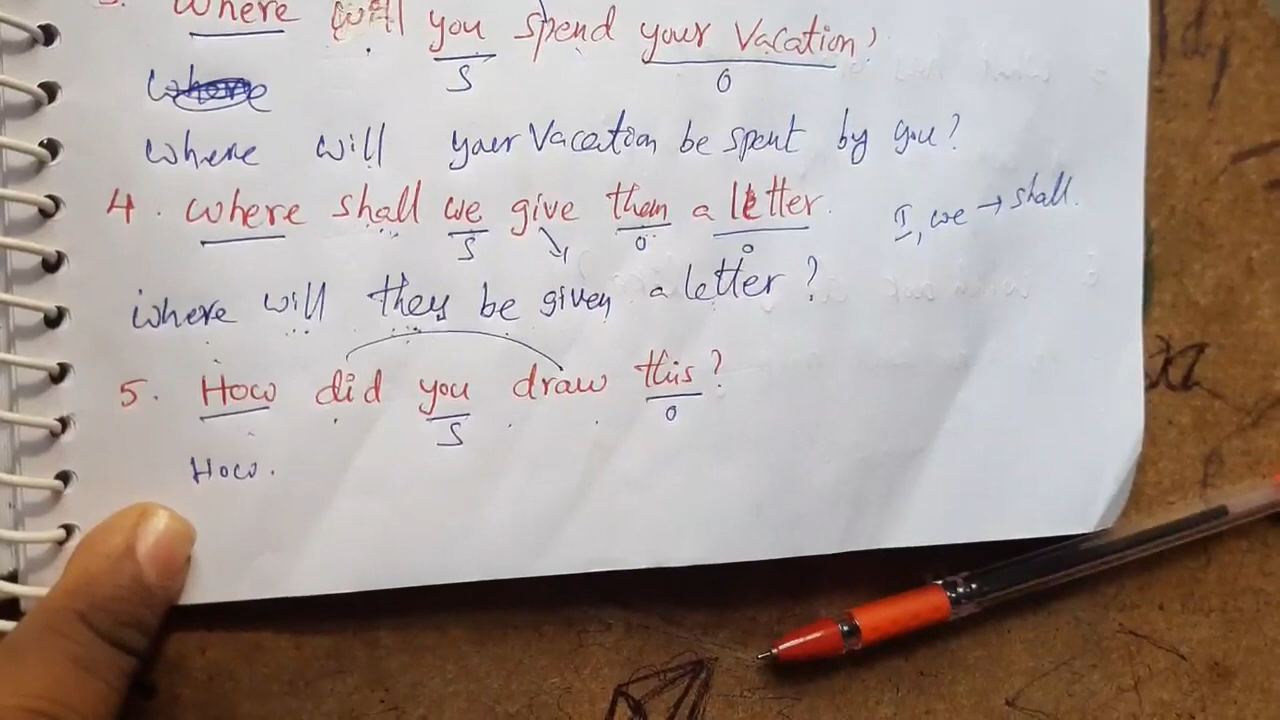 3. Where will you spend your Vacation?
S O
Where will your Vacation be spent by you?
4. Where shall we give them a letter.
I, we → shall.
S O O
Where will they be given a letter?
5. How did you draw this?
S O
How.